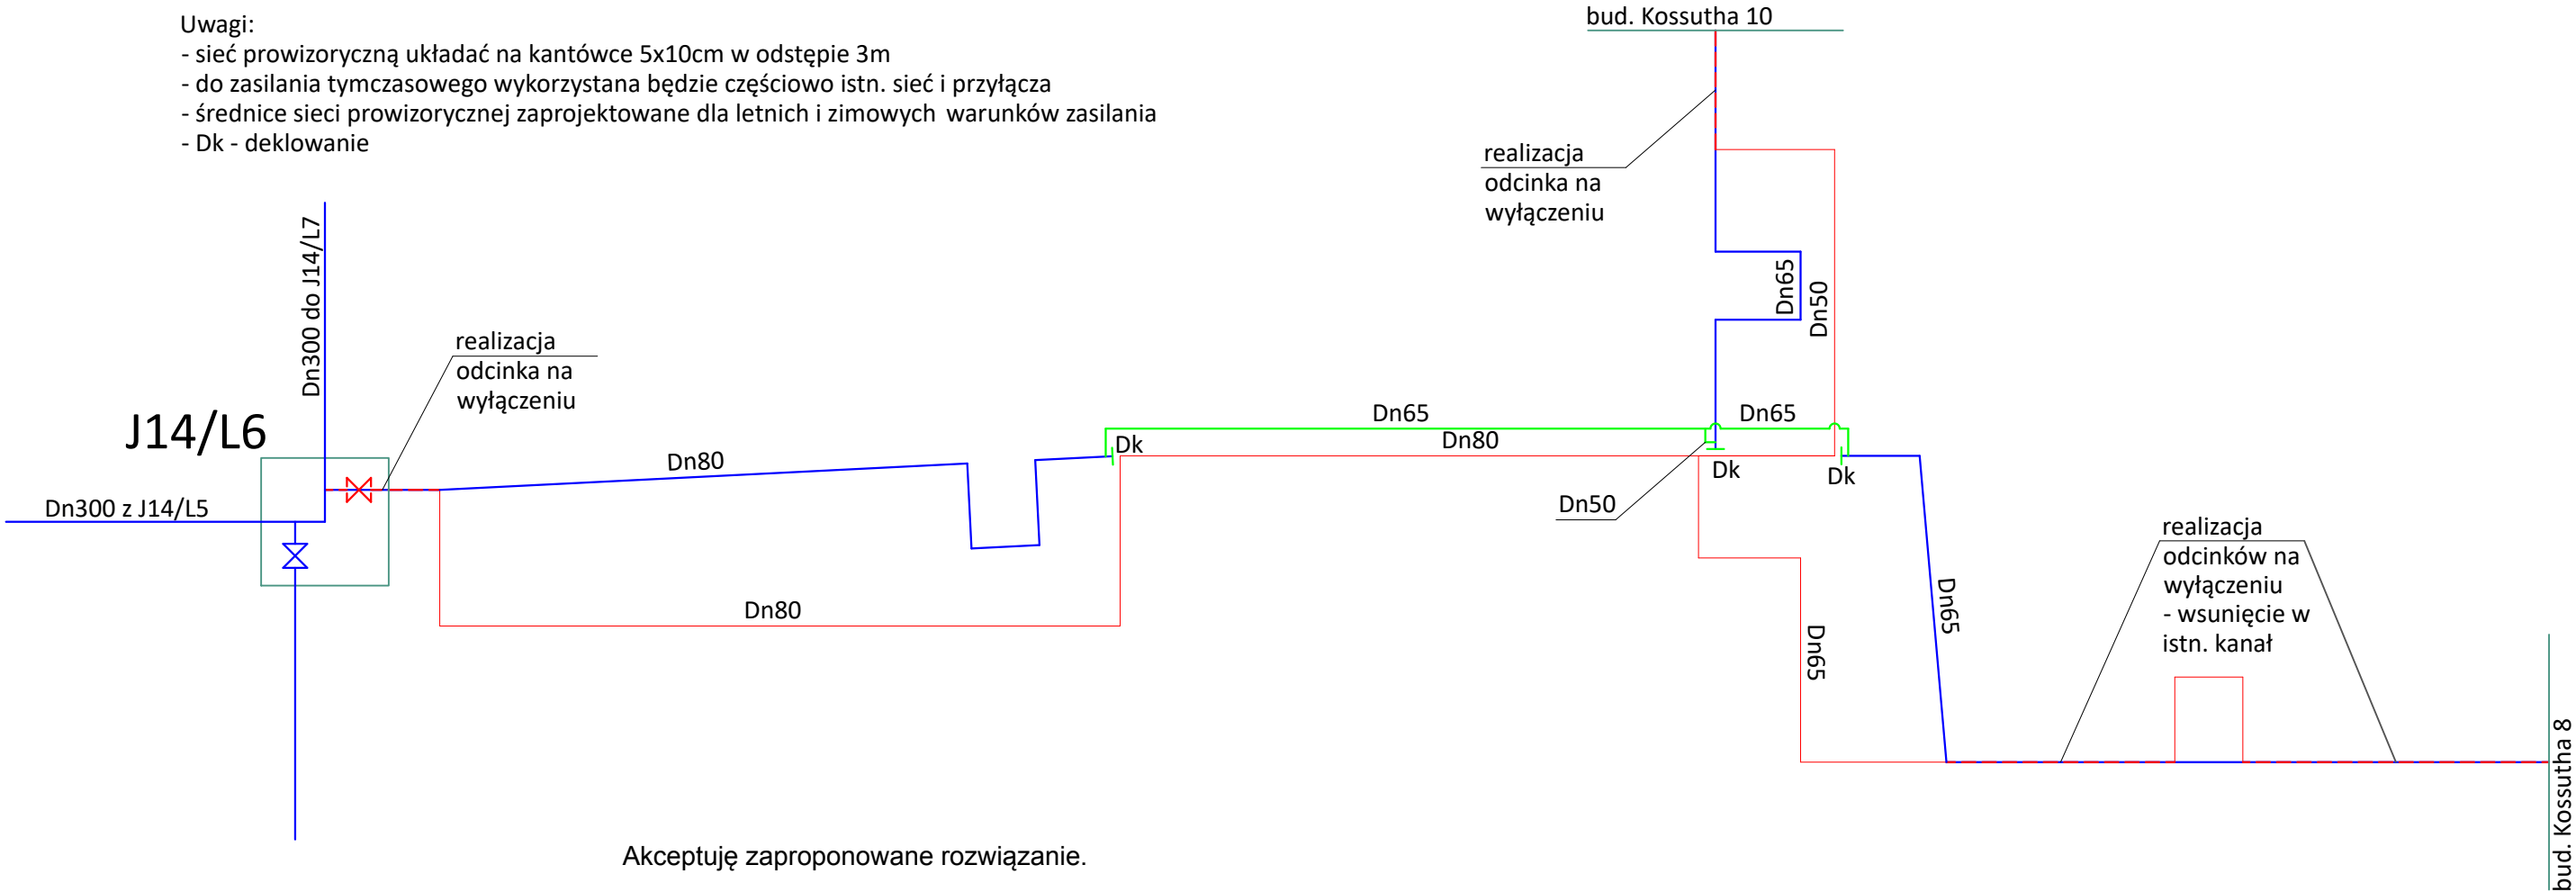 Uwagi:
- sieć prowizoryczną układać na kantówce 5x10cm w odstępie 3m
- do zasilania tymczasowego wykorzystana będzie częściowo istn. sieć i przyłącza
- średnice sieci prowizorycznej zaprojektowane dla letnich i zimowych warunków zasilania
- Dk - deklowanie
bud. Kossutha 10
realizacja
odcinka na
wyłączeniu
Dn300 do J14/L7
Dn65
Dn50
realizacja
odcinka na
wyłączeniu
J14/L6
Dn65
Dn65
Dk
Dn80
Dn80
Dk
Dk
Dn300 z J14/L5
Dn50
realizacja
odcinków na
wyłączeniu
- wsunięcie w
istn. kanał
Dn80
Dn65
Dn65
bud. Kossutha 8
Akceptuję zaproponowane rozwiązanie.